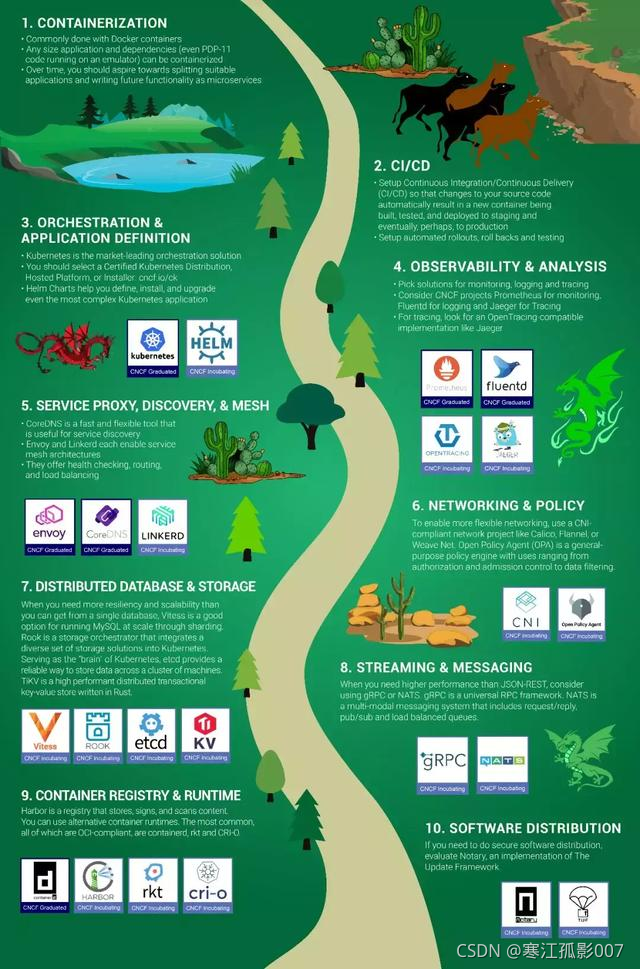 1. CONTAINERIZATION
• Commonly done with Docker containers
• Any size application and dependencies (even PDP-11
code running on an emulator) can be containerized
• Over time, you should aspire towards splitting suitable
applications and writing future functionality as microservices
2. CI/CD
• Setup Continuous Integration/Continuous Delivery
(CI/CD) so that changes to your source code
automatically result in a new container being
built, tested, and deployed to staging and
eventually, perhaps, to production
• Setup automated rollouts, roll backs and testing
3. ORCHESTRATION &
APPLICATION DEFINITION
• Kubernetes is the market-leading orchestration solution
• You should select a Certified Kubernetes Distribution,
Hosted Platform, or Installer: cncf.io/ck
• Helm Charts help you define, install, and upgrade
even the most complex Kubernetes application
kubernetes
CNCF Graduated
HELM
CNCF Incubating
4. OBSERVABILITY & ANALYSIS
• Pick solutions for monitoring, logging and tracing
• Consider CNCF projects Prometheus for monitoring,
Fluentd for logging and Jaeger for Tracing
• For tracing, look for an OpenTracing-compatible
implementation like Jaeger
Prometheus
CNCF Graduated
fluentd
CNCF Graduated
OPENTRACING
CNCF Incubating
JAEGER
CNCF Incubating
5. SERVICE PROXY, DISCOVERY, & MESH
• CoreDNS is a fast and flexible tool that
is useful for service discovery
• Envoy and Linkerd each enable service
mesh architectures
• They offer health checking, routing,
and load balancing
envoy
CNCF Graduated
CoreDNS
CNCF Graduated
LINKERD
CNCF Incubating
6. NETWORKING & POLICY
To enable more flexible networking, use a CNI-
compliant network project like Calico, Flannel, or
Weave Net. Open Policy Agent (OPA) is a general-
purpose policy engine with uses ranging from
authorization and admission control to data filtering.
CNI
CNCF Incubating
Open Policy Agent
CNCF Incubating
7. DISTRIBUTED DATABASE & STORAGE
When you need more resiliency and scalability than
you can get from a single database, Vitess is a good
option for running MySQL at scale through sharding.
Rook is a storage orchestrator that integrates a
diverse set of storage solutions into Kubernetes.
Serving as the "brain" of Kubernetes, etcd provides a
reliable way to store data across a cluster of machines.
TiKV is a high performant distributed transactional
key-value store written in Rust.
Vitess
CNCF Incubating
ROOK
CNCF Incubating
etcd
CNCF Incubating
KV
CNCF Incubating
8. STREAMING & MESSAGING
When you need higher performance than JSON-REST, consider
using gRPC or NATS. gRPC is a universal RPC framework. NATS is
a multi-modal messaging system that includes request/reply,
pub/sub and load balanced queues.
gRPC
CNCF Incubating
NATS
CNCF Incubating
9. CONTAINER REGISTRY & RUNTIME
Harbor is a registry that stores, signs, and scans content.
You can use alternative container runtimes. The most common,
all of which are OCI-compliant, are containerd, rkt and CRI-O.
containerd
CNCF Graduated
HARBOR
CNCF Incubating
rkt
CNCF Incubating
cri-o
CNCF Incubating
10. SOFTWARE DISTRIBUTION
If you need to do secure software distribution,
evaluate Notary, an implementation of The
Update Framework.
Notary
CNCF Incubating
TUF
CNCF Incubating
CSDN @寒江孤影007